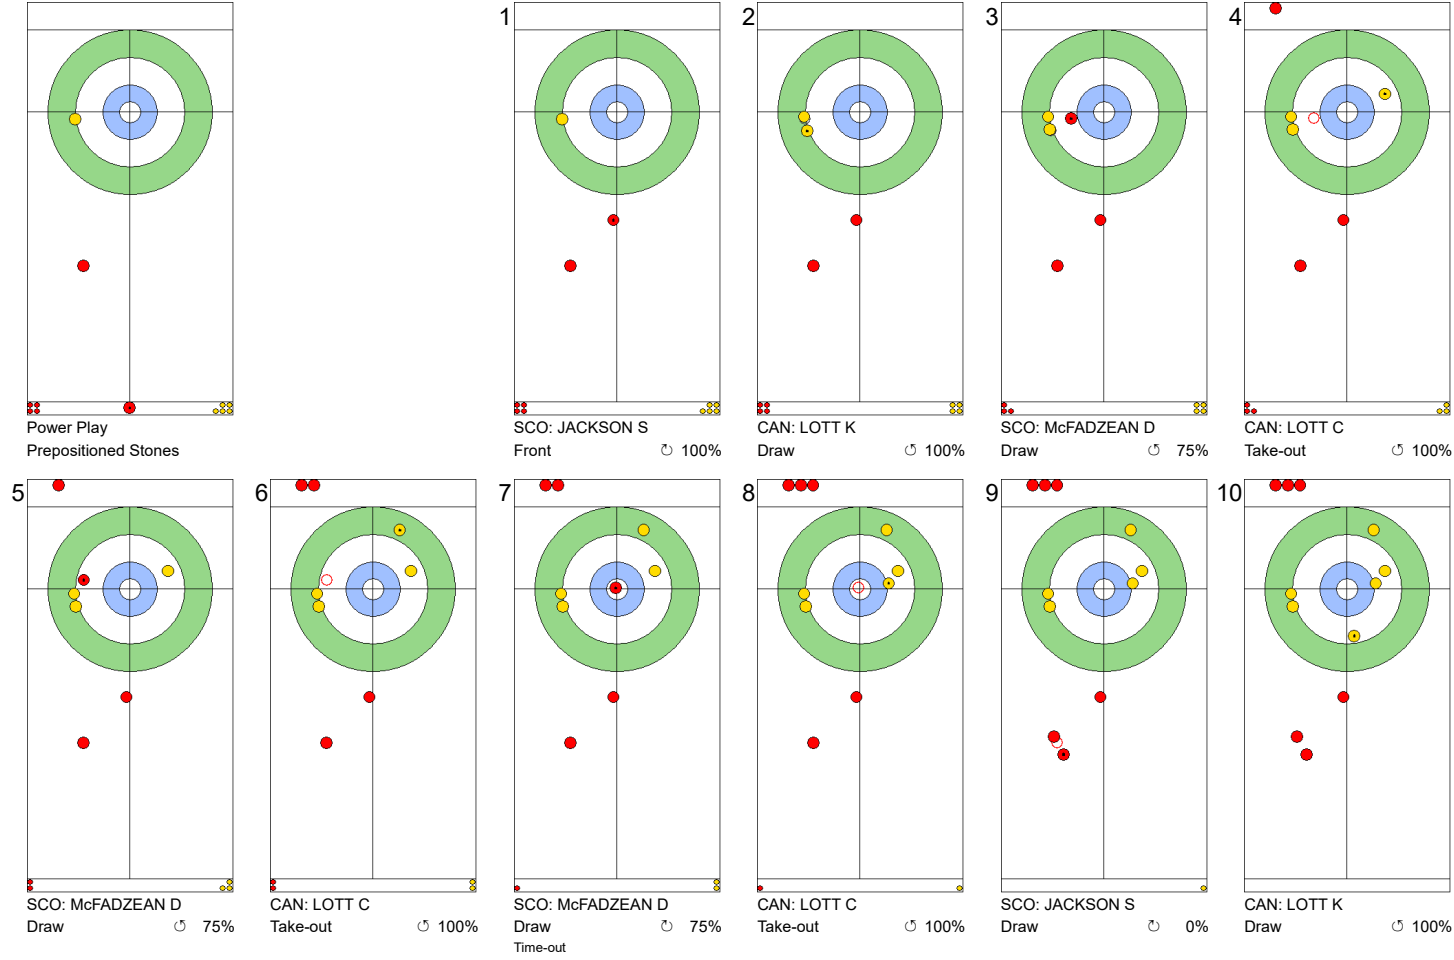 Power Play
Prepositioned Stones
1
SCO: JACKSON S
Front ↻ 100%
2
CAN: LOTT K
Draw ↺ 100%
3
SCO: McFADZEAN D
Draw ↻ 75%
4
CAN: LOTT C
Take-out ↺ 100%
5
SCO: McFADZEAN D
Draw ↺ 75%
6
CAN: LOTT C
Take-out ↺ 100%
7
SCO: McFADZEAN D
Draw ↺ 75%
Time-out
8
CAN: LOTT C
Take-out ↻ 100%
9
SCO: JACKSON S
Draw ↻ 0%
10
CAN: LOTT K
Draw ↺ 100%